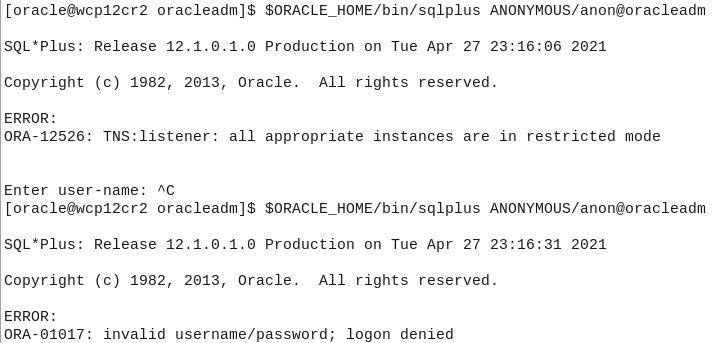 [oracle@wcp12cr2 oracleadm]$ $ORACLE_HOME/bin/sqlplus ANONYMOUS/anon@oracleadm
SQL*Plus: Release 12.1.0.1.0 Production on Tue Apr 27 23:16:06 2021
Copyright (c) 1982, 2013, Oracle.  All rights reserved.
ERROR:
ORA-12526: TNS:listener: all appropriate instances are in restricted mode
Enter user-name: ^C
[oracle@wcp12cr2 oracleadm]$ $ORACLE_HOME/bin/sqlplus ANONYMOUS/anon@oracleadm
SQL*Plus: Release 12.1.0.1.0 Production on Tue Apr 27 23:16:31 2021
Copyright (c) 1982, 2013, Oracle.  All rights reserved.
ERROR:
ORA-01017: invalid username/password; logon denied